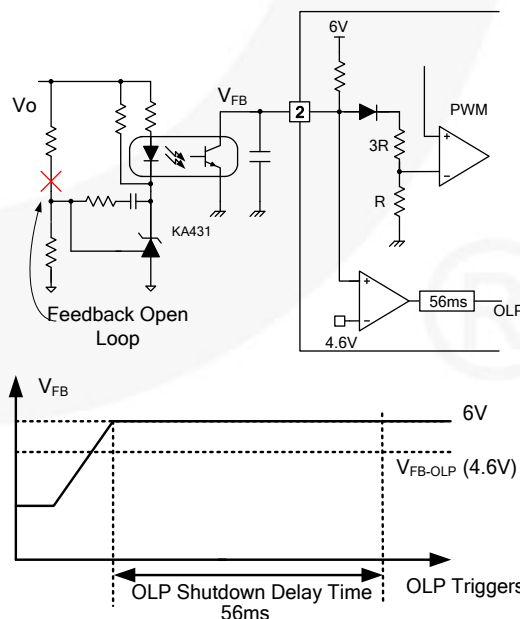 6V
Vo
VFB
2
PWM
+
3R
−
R
KA431
Feedback Open
Loop
+
−
56ms
OLP
4.6V
®
VFB
6V
VFB-OLP (4.6V)
OLP Shutdown Delay Time
56ms
OLP Triggers